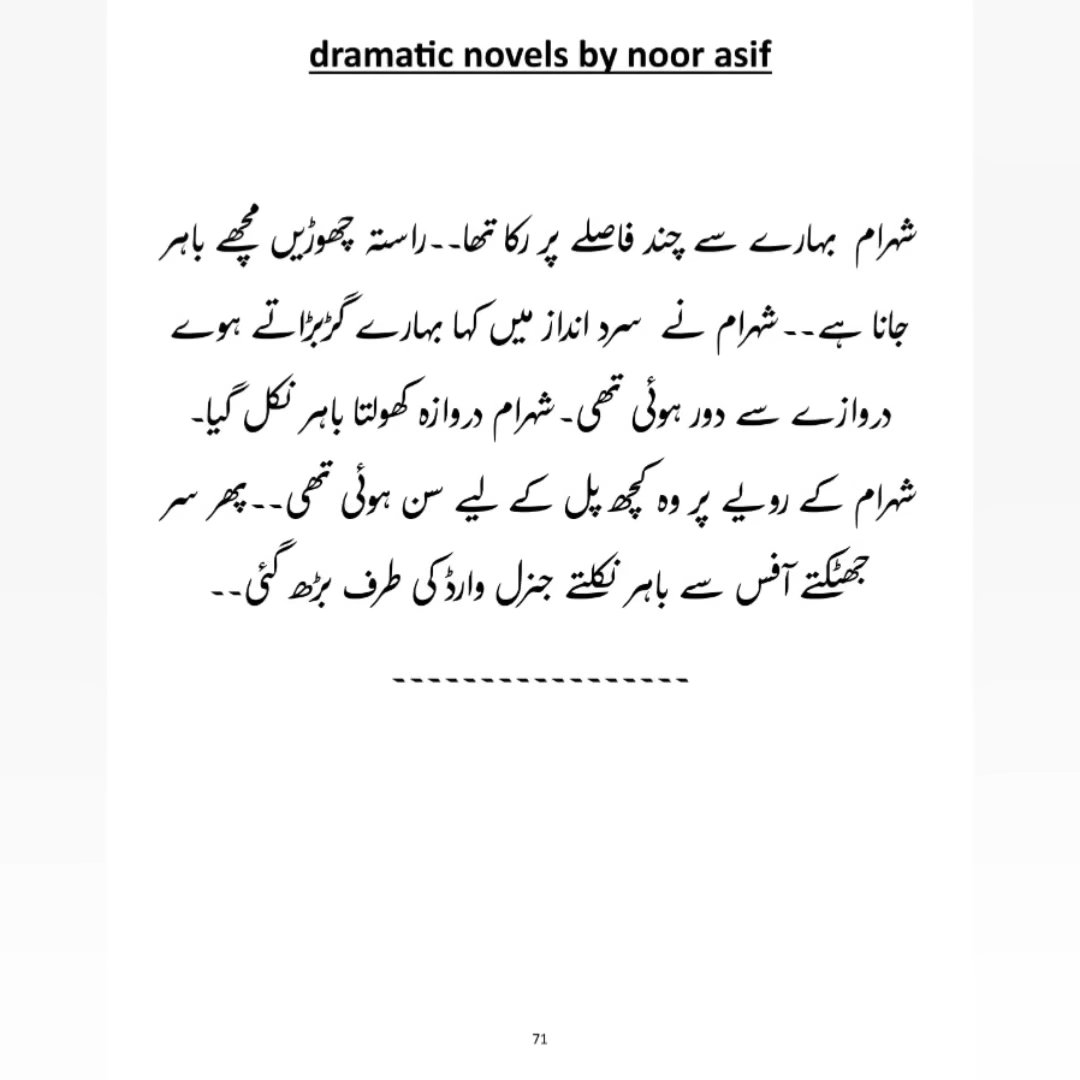 dramatic novels by noor asif
شہرام بہارے سے چند فاصلے پر رکا تھا۔۔راستہ چھوڑیں مجھے باہر
جانا ہے۔۔شہرام نے سرد انداز میں کہا بہارے گڑبڑاتے ہوے
دروازے سے دور ہوئی تھی۔شہرام دروازہ کھولتا باہر نکل گیا۔
شہرام کے رویے پر وہ کچھ پل کے لیے سن ہوئی تھی۔۔پھر سر
جھٹکتے آفس سے باہر نکلتے جنرل وارڈ کی طرف بڑھ گئی۔۔
۔۔۔۔۔۔۔۔۔۔۔۔۔۔۔۔۔
71